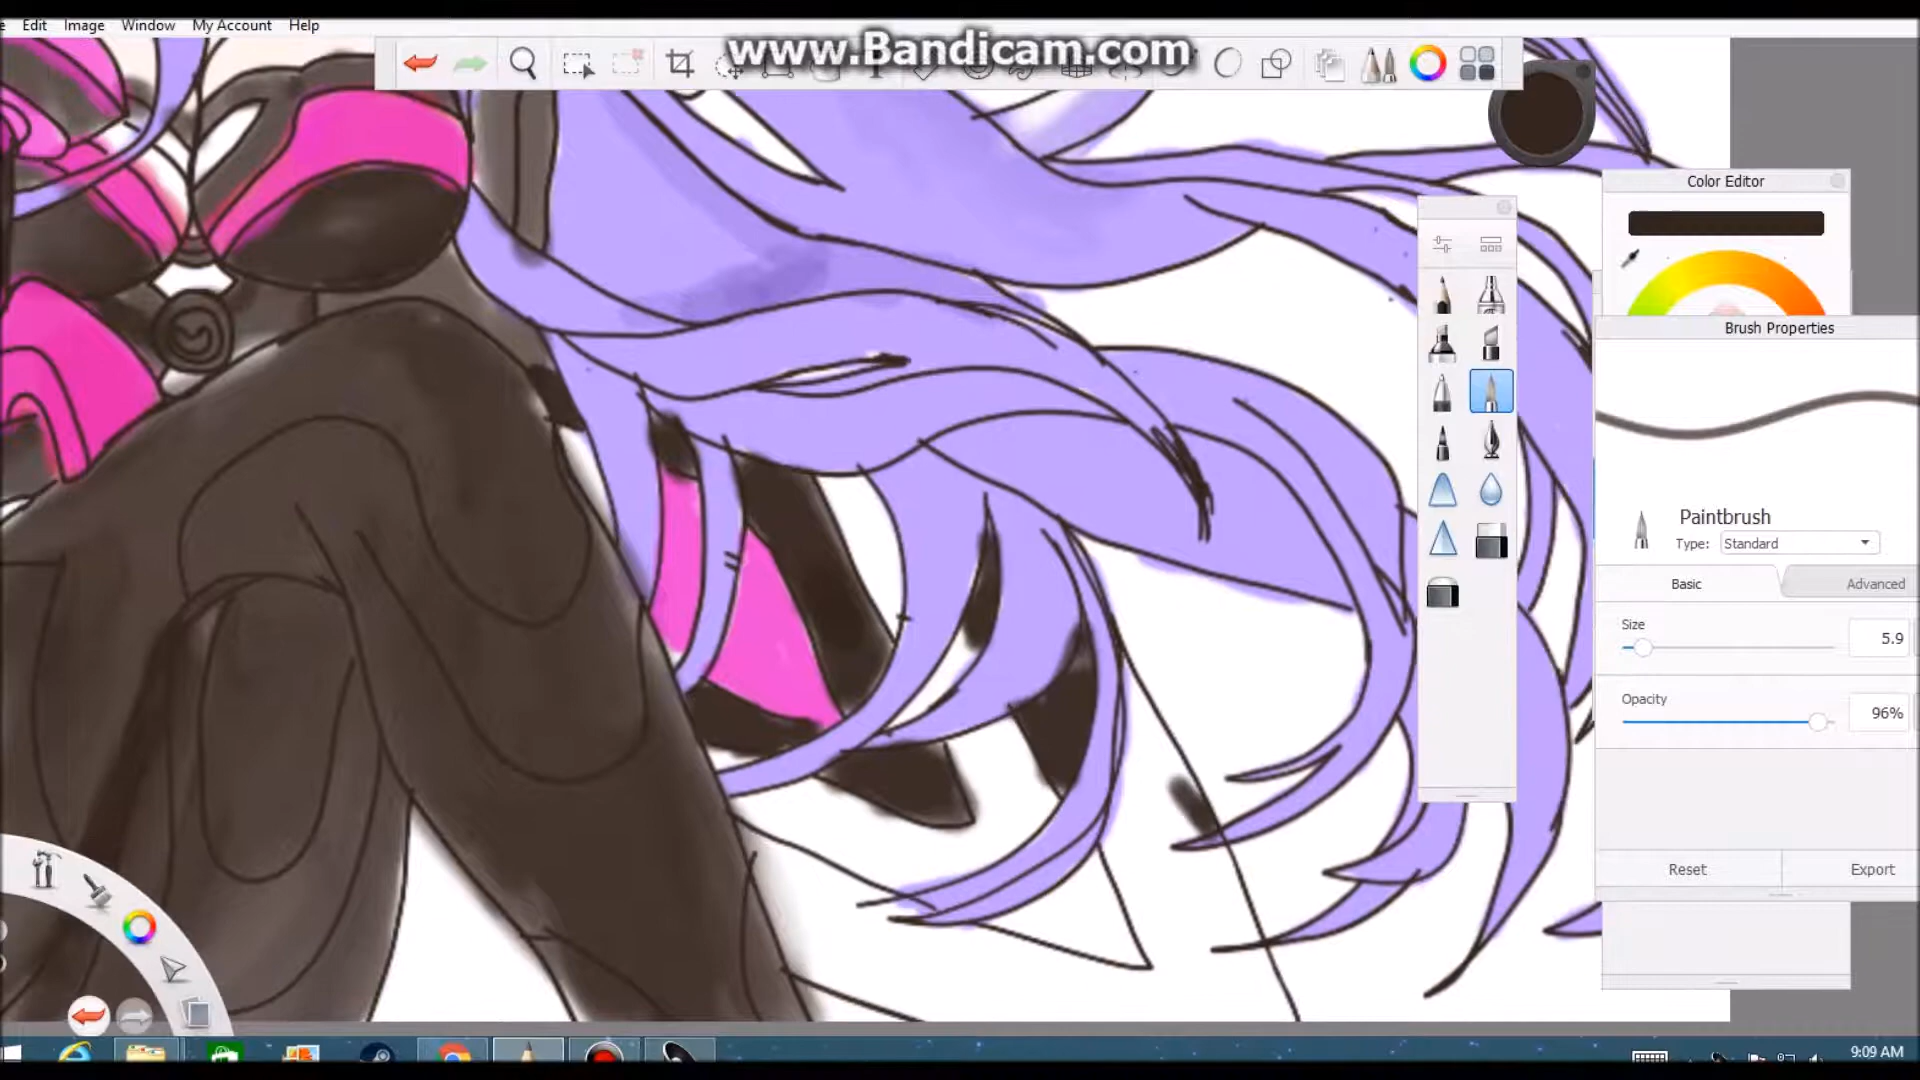 Edit Image Window My Account Help
www.Bandicam.com
Color Editor
Brush Properties
Paintbrush
Type: Standard
Basic Advanced
Size
5.9
Opacity
96%
Reset Export
9:09 AM